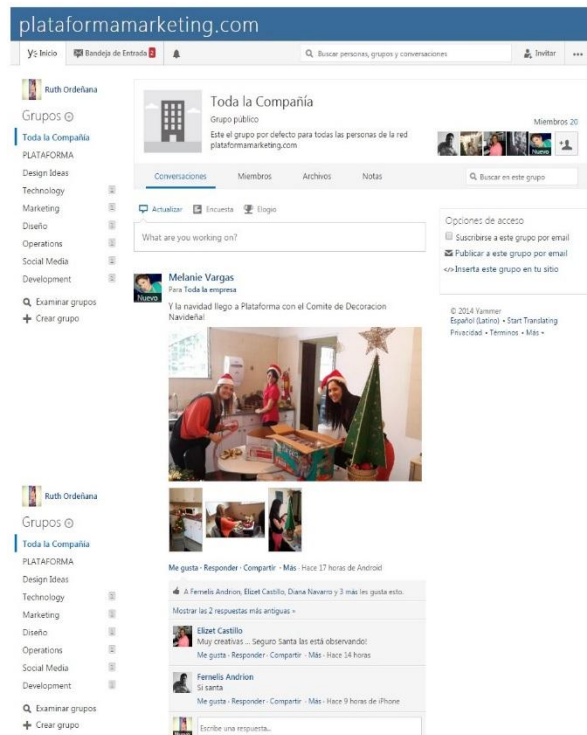 plataformamarketing.com
Inicio
Bandeja de Entrada 2
Buscar personas, grupos y conversaciones
Invitar
Ruth Ordeñana
Grupos
Toda la Compañía
PLATAFORMA
Design Ideas
Technology
Marketing
Diseño
Operations
Social Media
Development
Examinar grupos
Crear grupo
Toda la Compañía
Grupo público
Este el grupo por defecto para todas las personas de la red
plataformamarketing.com
Miembros 20
Nuevo
Conversaciones Miembros Archivos Notas
Buscar en este grupo
Actualizar Encuesta Elogio
What are you working on?
Opciones de acceso
Suscribirse a este grupo por email
Publicar a este grupo por email
Inserta este grupo en tu sitio
© 2014 Yammer
Español (Latino) • Start Translating
Privacidad • Términos • Más
Melanie Vargas
Para Toda la empresa
Nuevo
Y la navidad llego a Plataforma con el Comite de Decoracion
Navideña!
Me gusta · Responder · Compartir · Más · Hace 17 horas de Android
A Fernelis Andrion, Elizet Castillo, Diana Navarro y 3 más les gusta esto.
Mostrar las 2 respuestas más antiguas »
Elizet Castillo
Muy creativas ... Seguro Santa las está observando!
Me gusta · Responder · Compartir · Más · Hace 14 horas
Fernelis Andrion
Si santa
Me gusta · Responder · Compartir · Más · Hace 9 horas de iPhone
Escribe una respuesta...
Ruth Ordeñana
Grupos
Toda la Compañía
PLATAFORMA
Design Ideas
Technology
Marketing
Diseño
Operations
Social Media
Development
Examinar grupos
Crear grupo